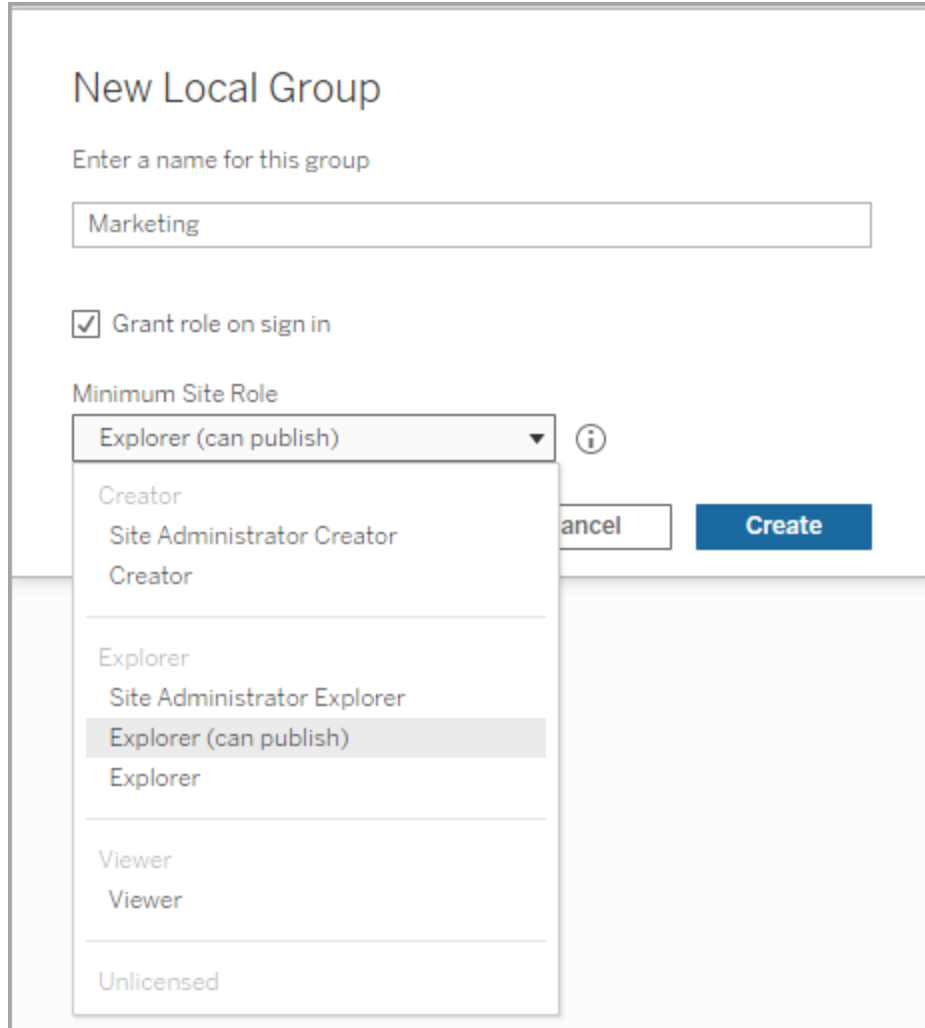 New Local Group
Enter a name for this group
Marketing
Grant role on sign in
Minimum Site Role
Explorer (can publish)
Creator
Site Administrator Creator
ancel
Create
Creator
Explorer
Site Administrator Explorer
Explorer (can publish)
Explorer
Viewer
Viewer
Unlicensed